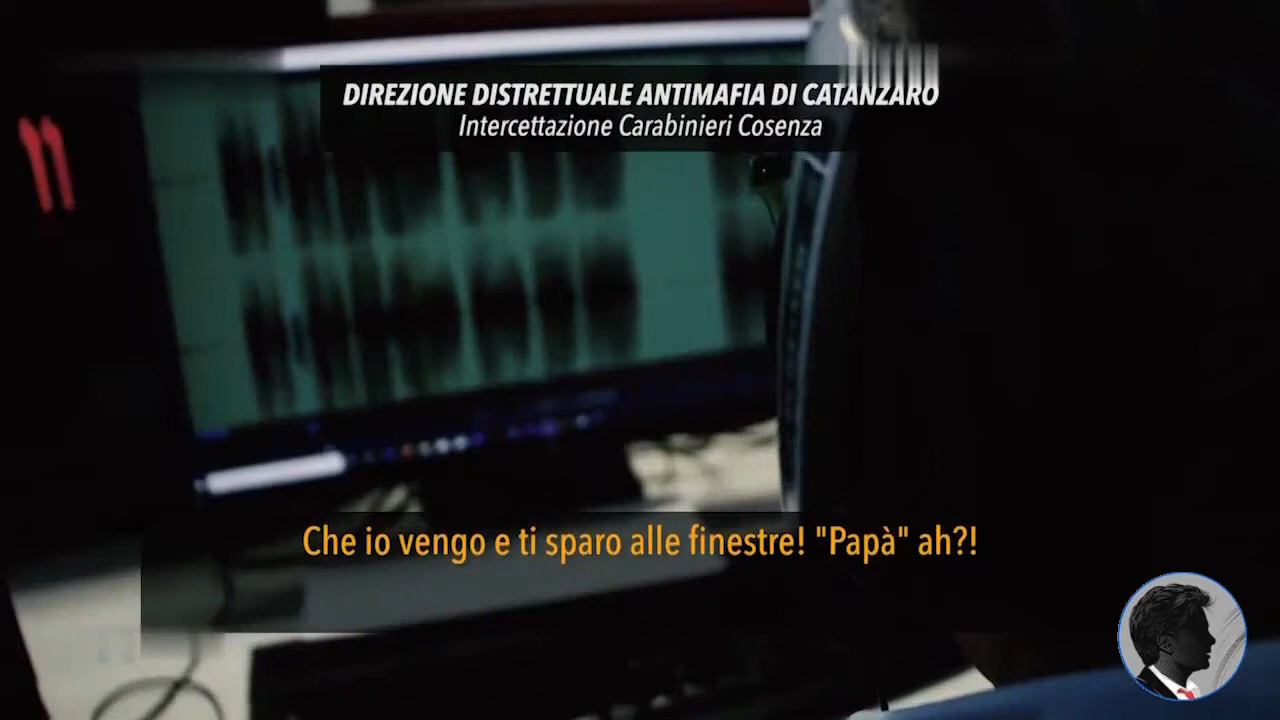 DIREZIONE DISTRETTUALE ANTIMAFIA DI CATANZARO
Intercettazione Carabinieri Cosenza
Che io vengo e ti sparo alle finestre! "Papà" ah?!